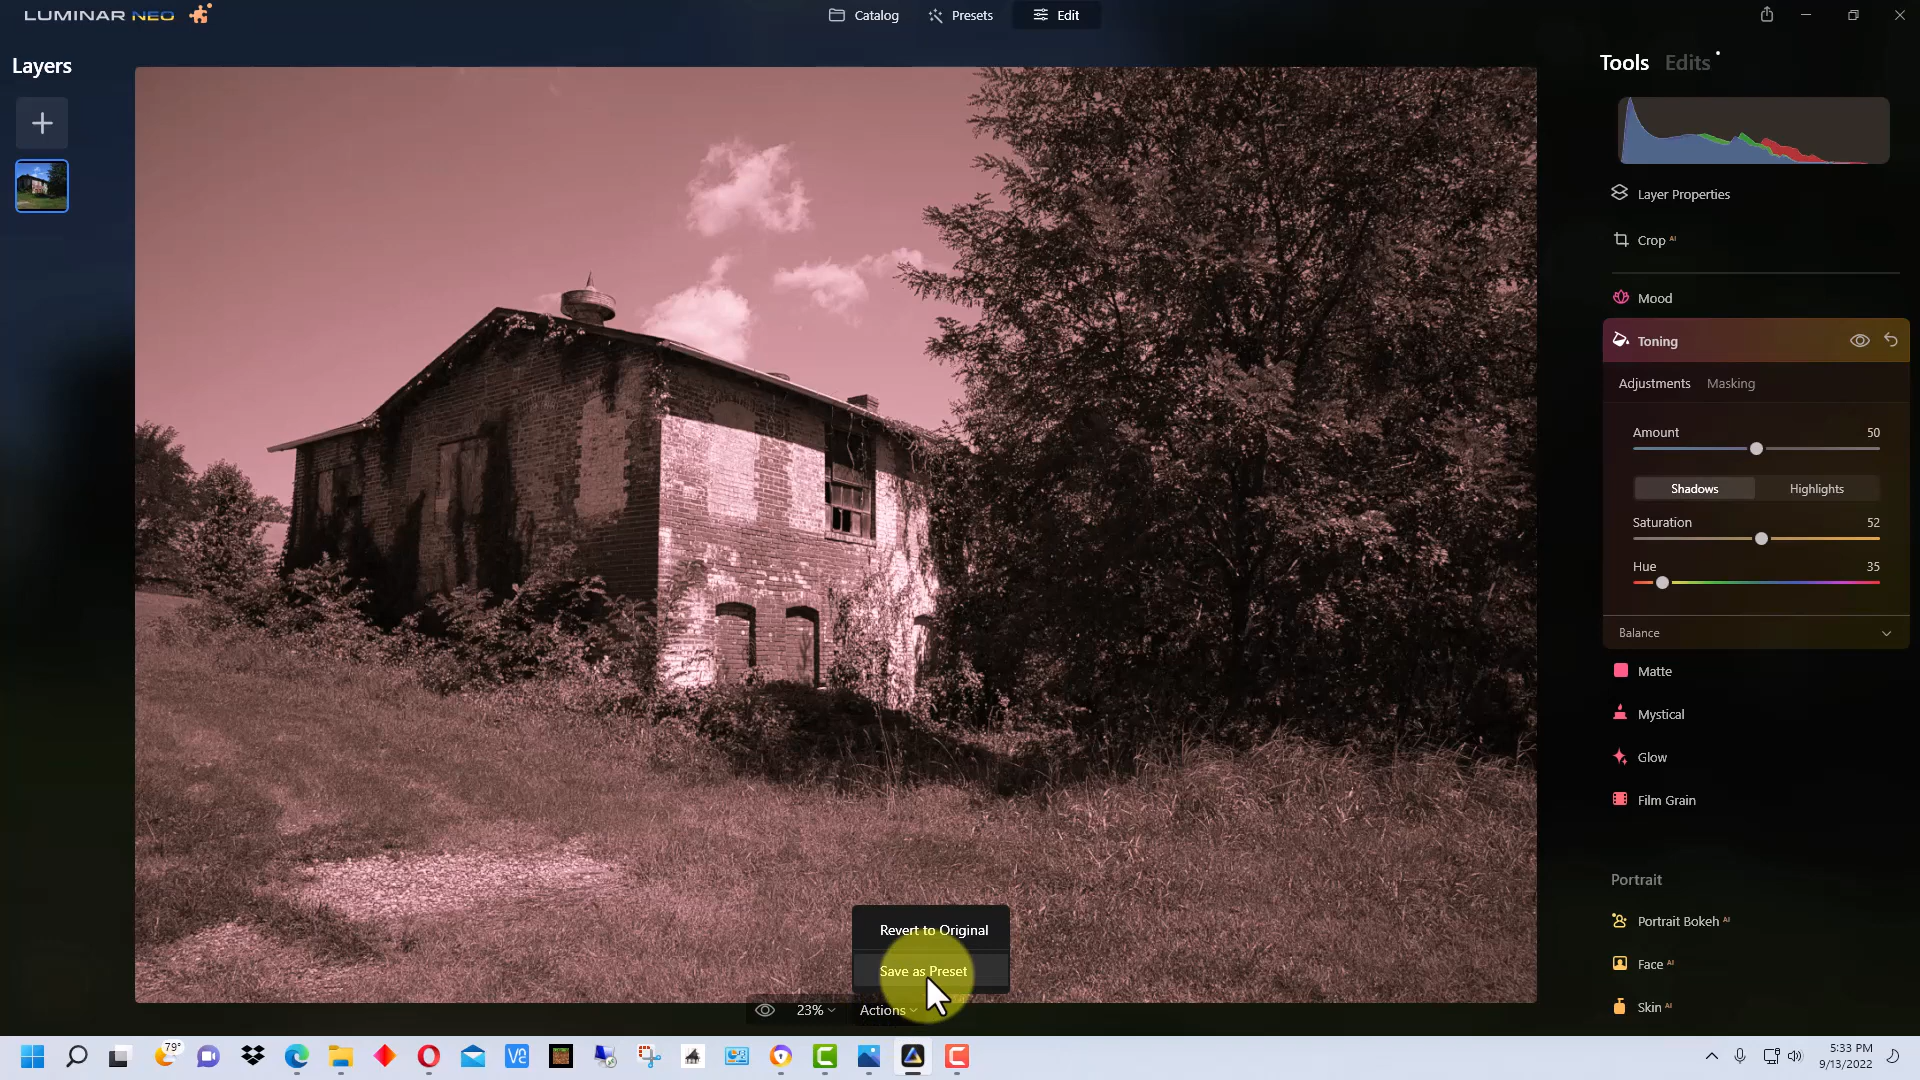 LUMINAR NEO
Catalog
Presets
Edit
Layers
Tools Edits
Layer Properties
Crop AI
Mood
Toning
Adjustments Masking
Amount 50
Shadows Highlights
Saturation 52
Hue 35
Balance
Matte
Mystical
Glow
Film Grain
Portrait
Portrait Bokeh AI
Face AI
Skin AI
Revert to Original
Save as Preset
23%
Actions
79°
5:33 PM
9/13/2022